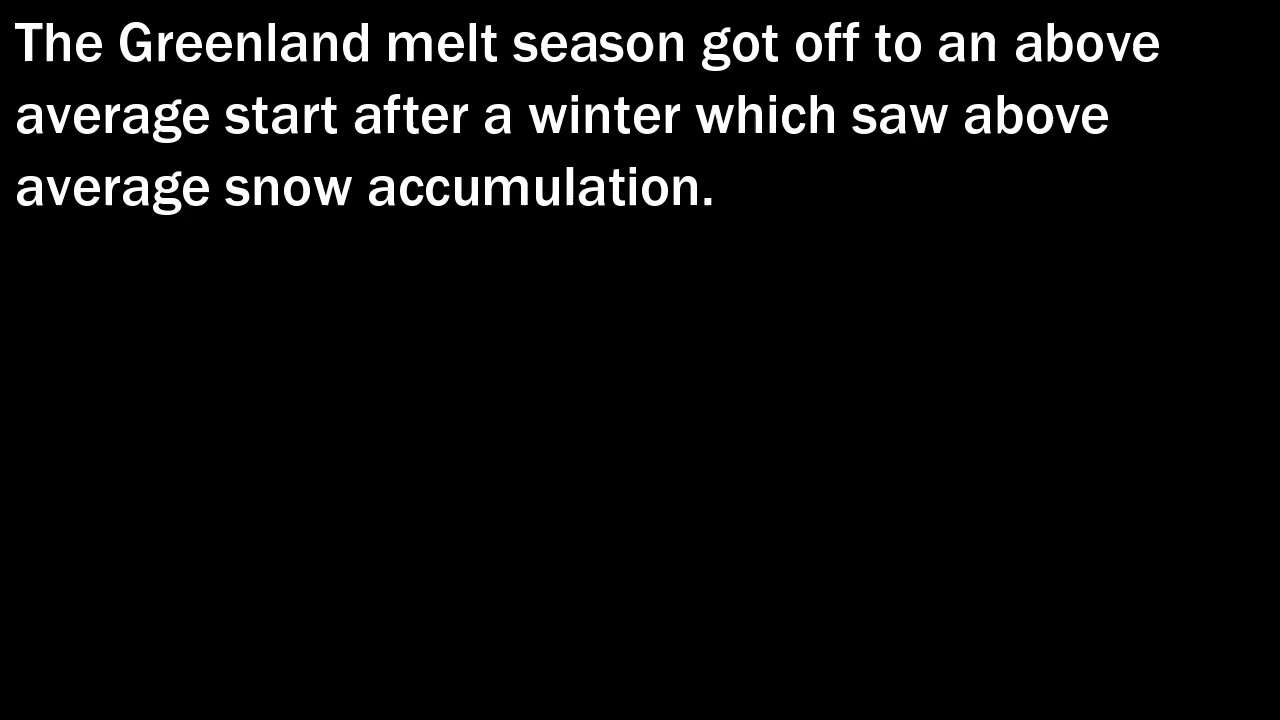 The Greenland melt season got off to an above
average start after a winter which saw above
average snow accumulation.